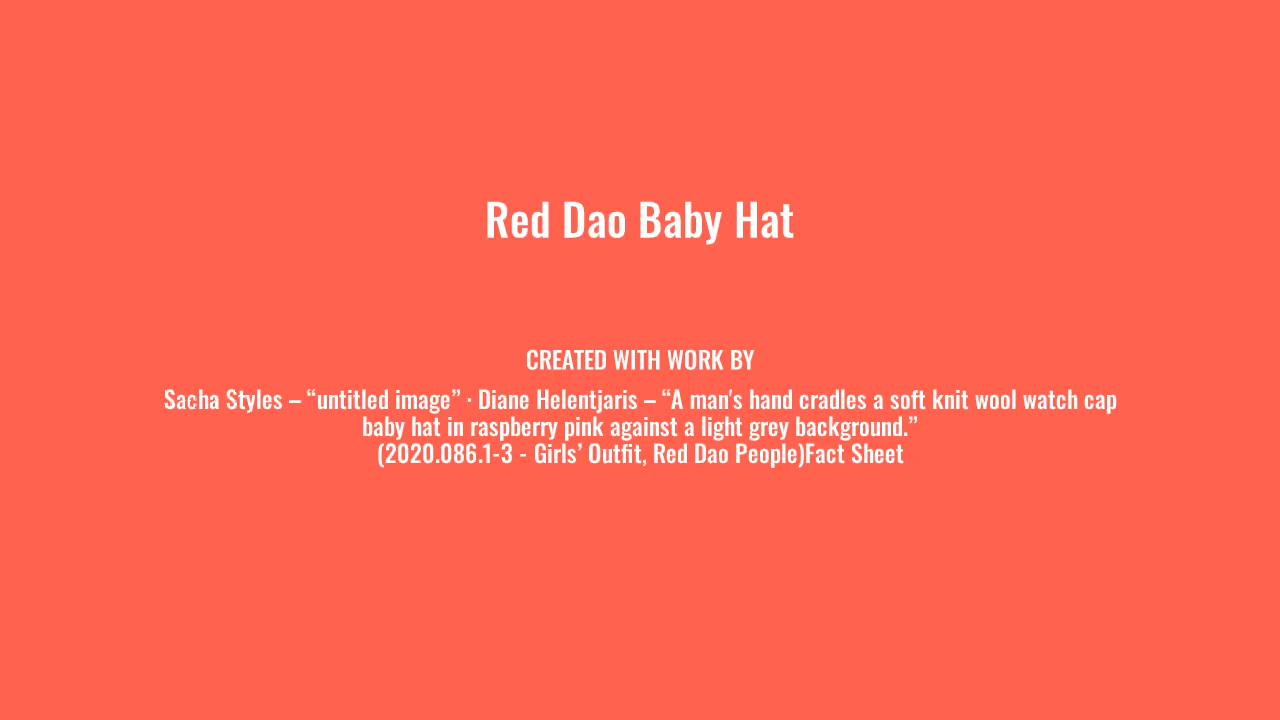 Red Dao Baby Hat
CREATED WITH WORK BY
Sacha Styles – “untitled image” · Diane Helentjaris – “A man's hand cradles a soft knit wool watch cap
baby hat in raspberry pink against a light grey background.”
(2020.086.1-3 - Girls’ Outfit, Red Dao People)Fact Sheet